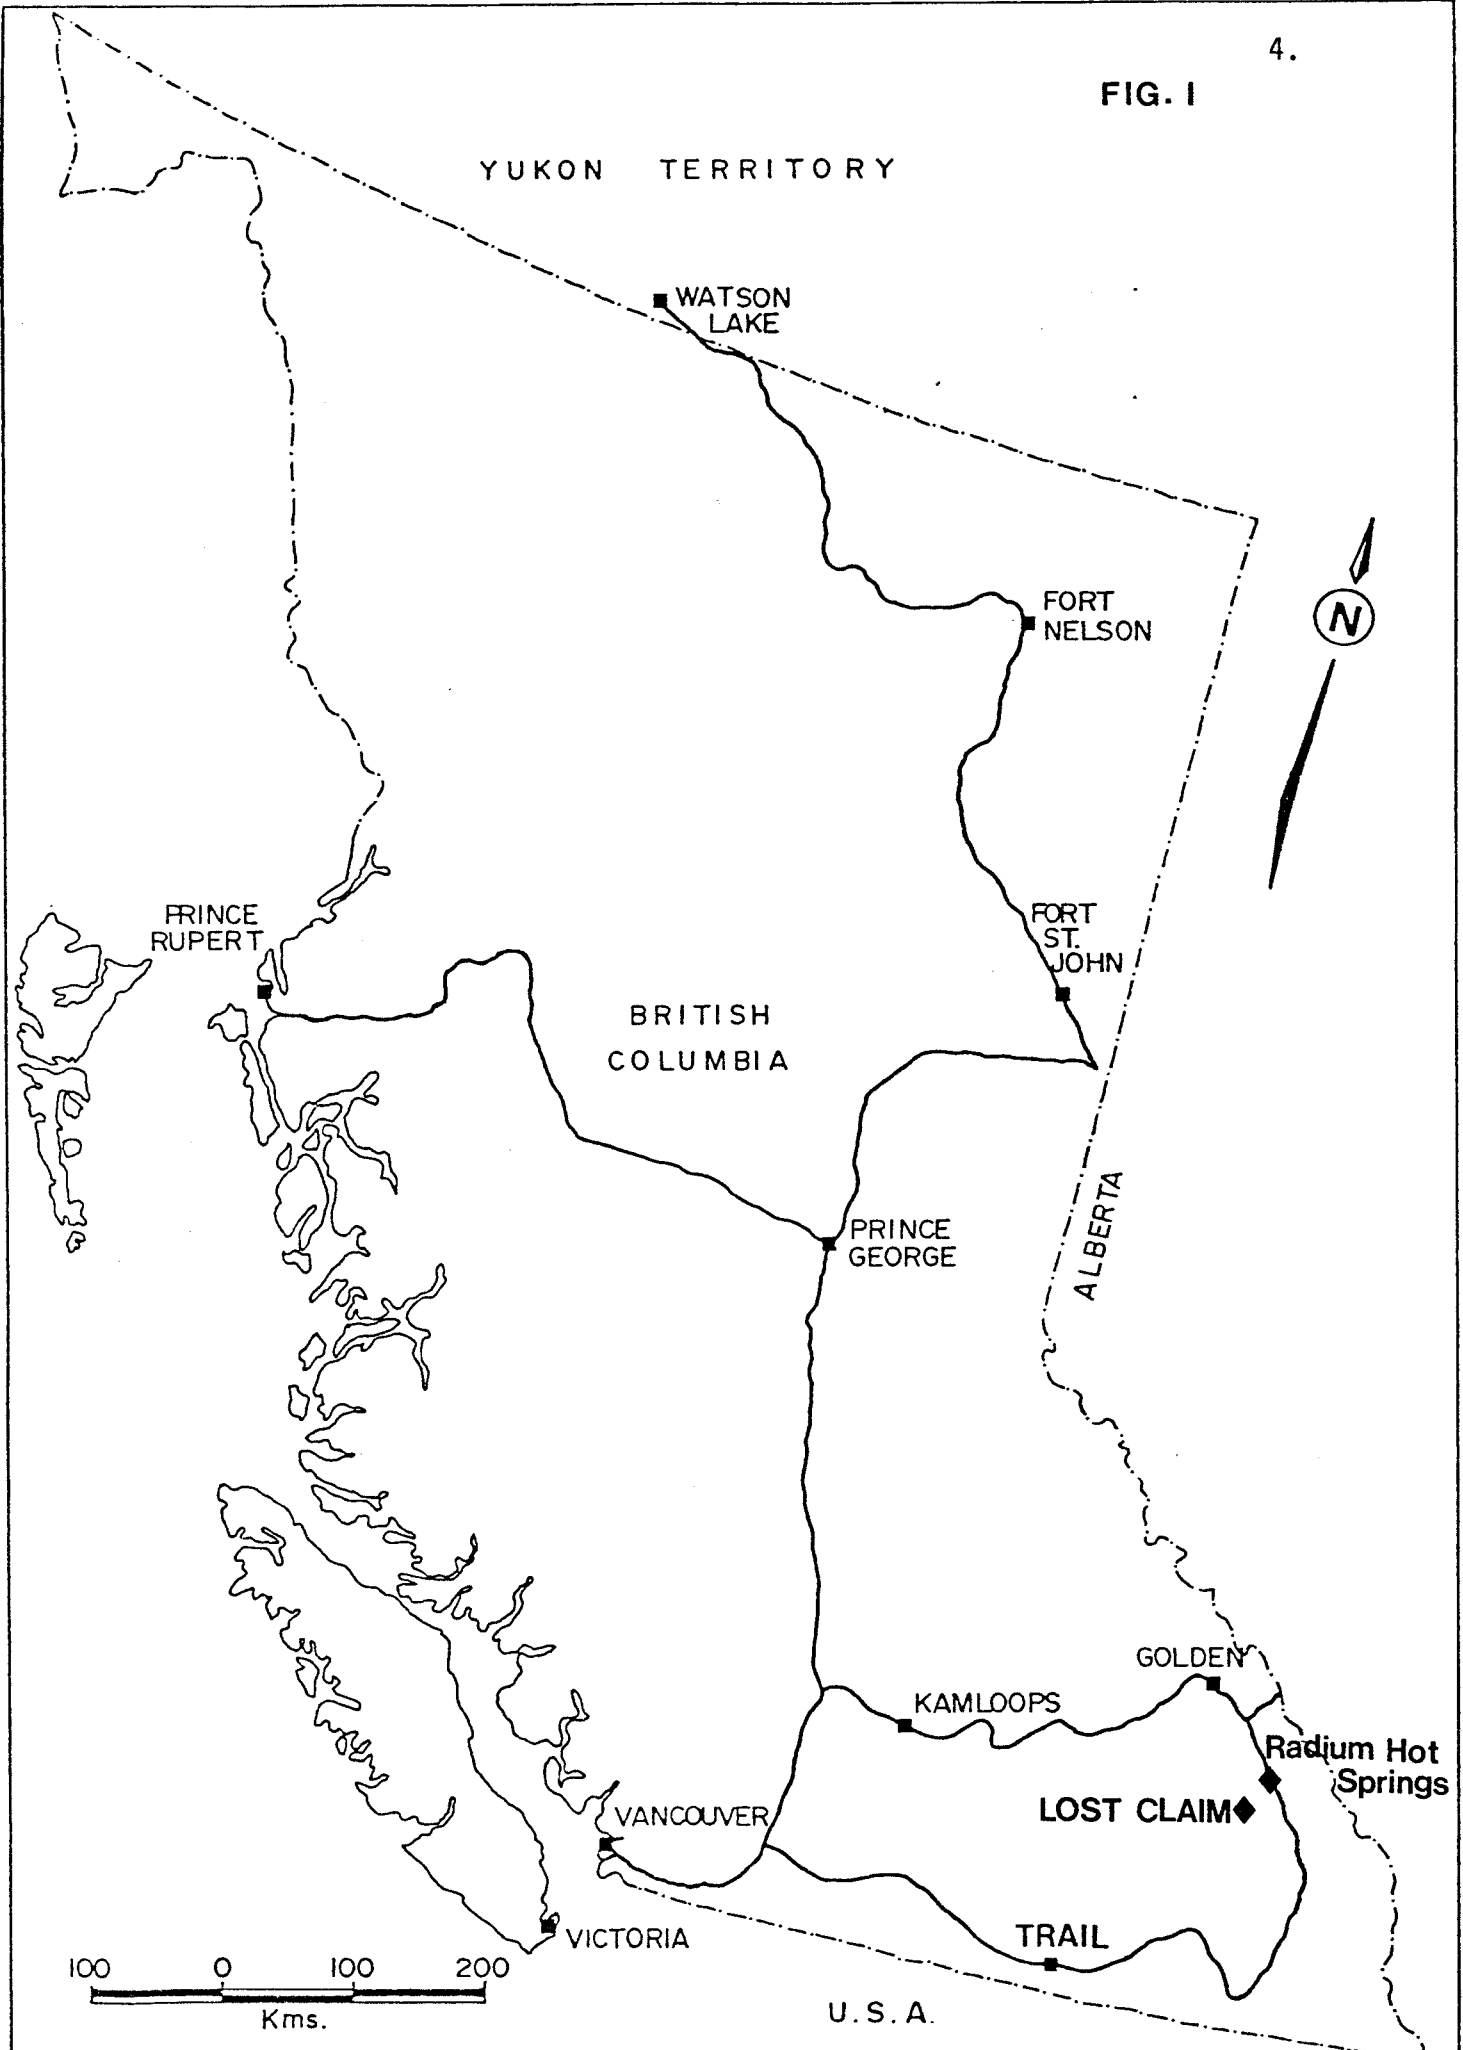 4.
FIG. I
YUKON TERRITORY
WATSON
LAKE
N
FORT
NELSON
PRINCE
RUPERT
FORT
ST.
JOHN
BRITISH
COLUMBIA
ALBERTA
PRINCE
GEORGE
GOLDEN
KAMLOOPS
Radium Hot
Springs
LOST CLAIM
VANCOUVER
TRAIL
VICTORIA
100 0 100 200
Kms.
U.S.A.